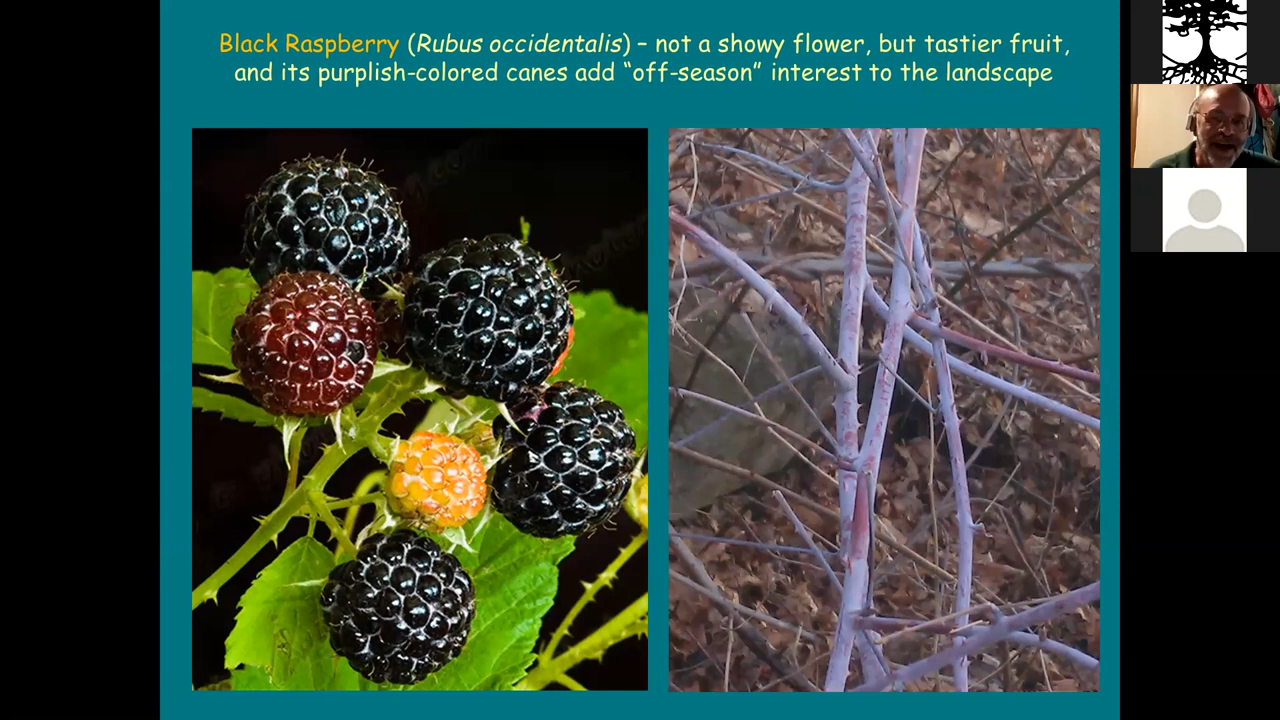 Black Raspberry (Rubus occidentalis) – not a showy flower, but tastier fruit,
and its purplish-colored canes add “off-season” interest to the landscape